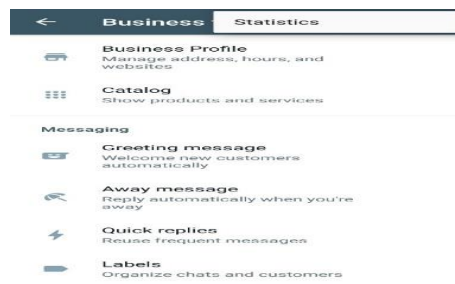 Business
Statistics
Business Profile
Manage address, hours, and
websites
Catalog
Show products and services
Messaging
Greeting message
Welcome new customers
automatically
Away message
Reply automatically when you're
away
Quick replies
Reuse frequent messages
Labels
Organize chats and customers